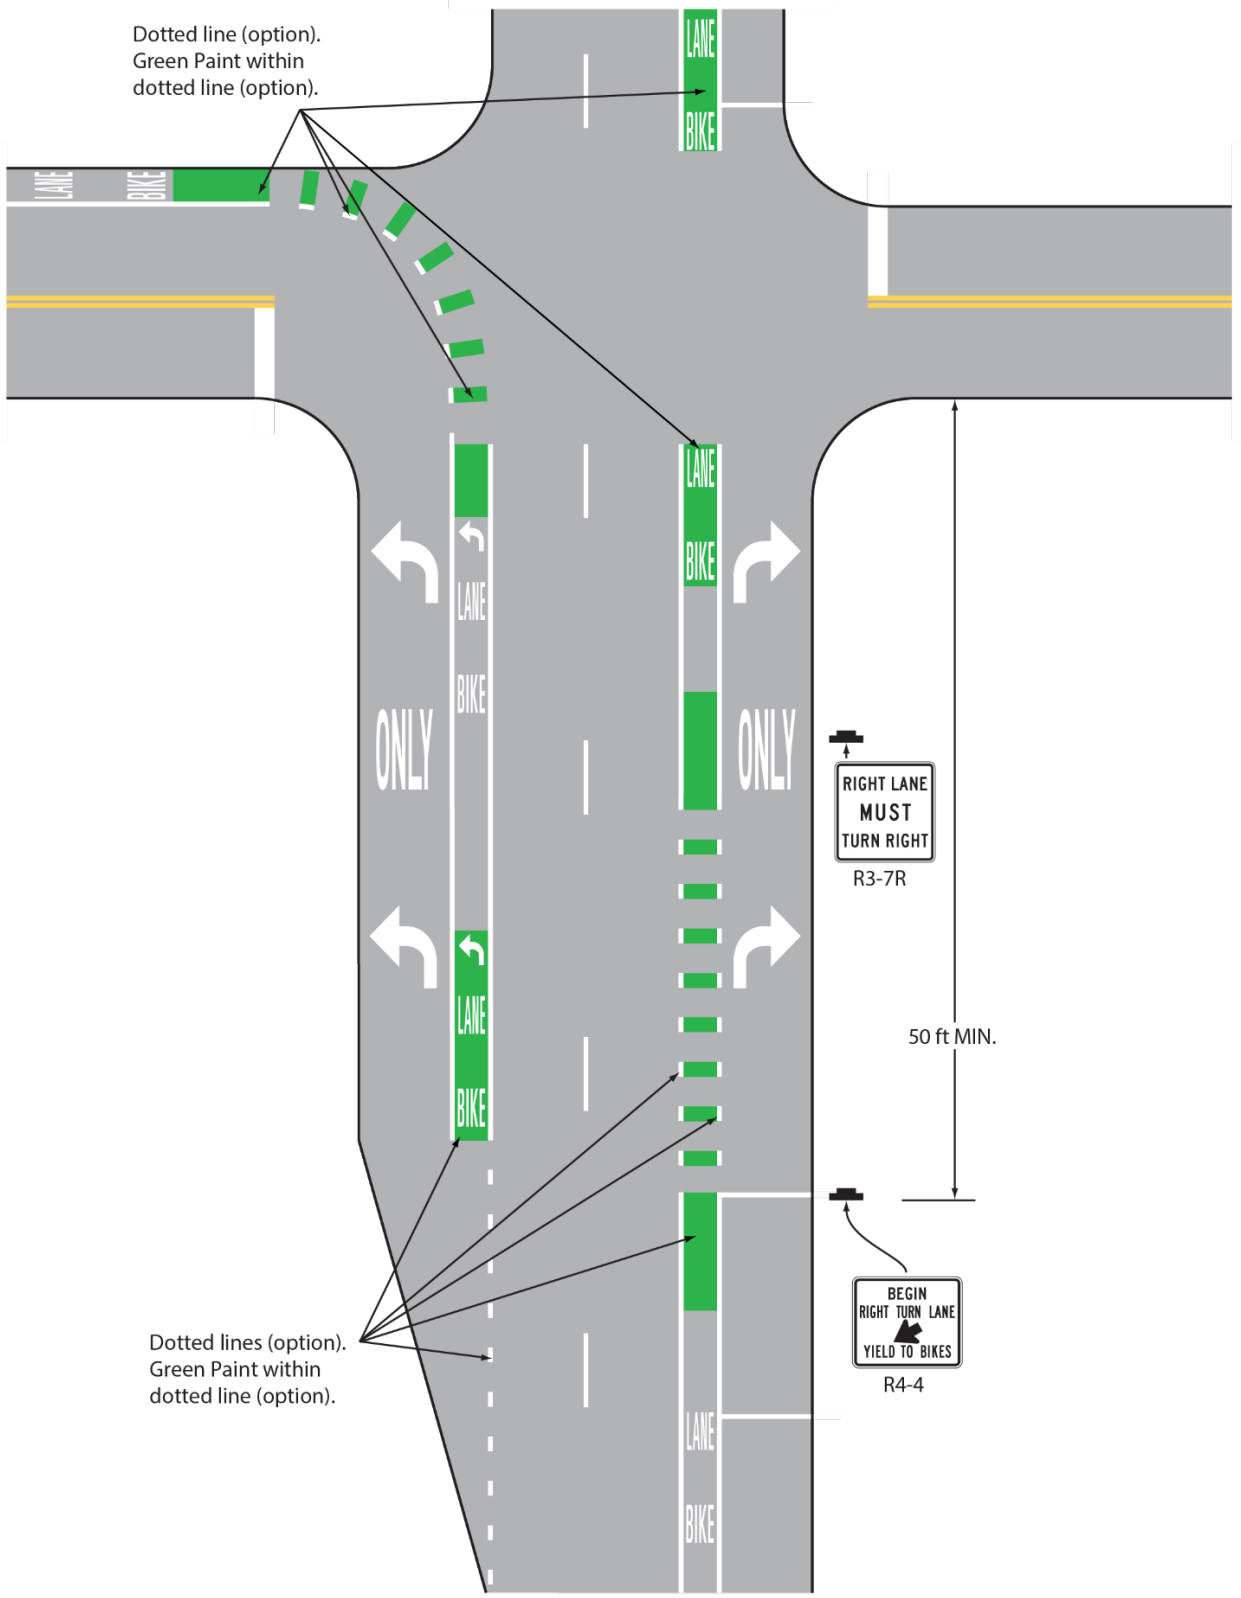 Dotted line (option).
Green Paint within
dotted line (option).
LANE
BIKE
LANE
BIKE
LANE
BIKE
LANE
BIKE
ONLY
ONLY
RIGHT LANE
MUST
TURN RIGHT
R3-7R
LANE
BIKE
50 ft MIN.
BEGIN
RIGHT TURN LANE
YIELD TO BIKES
R4-4
Dotted lines (option).
Green Paint within
dotted line (option).
LANE
BIKE